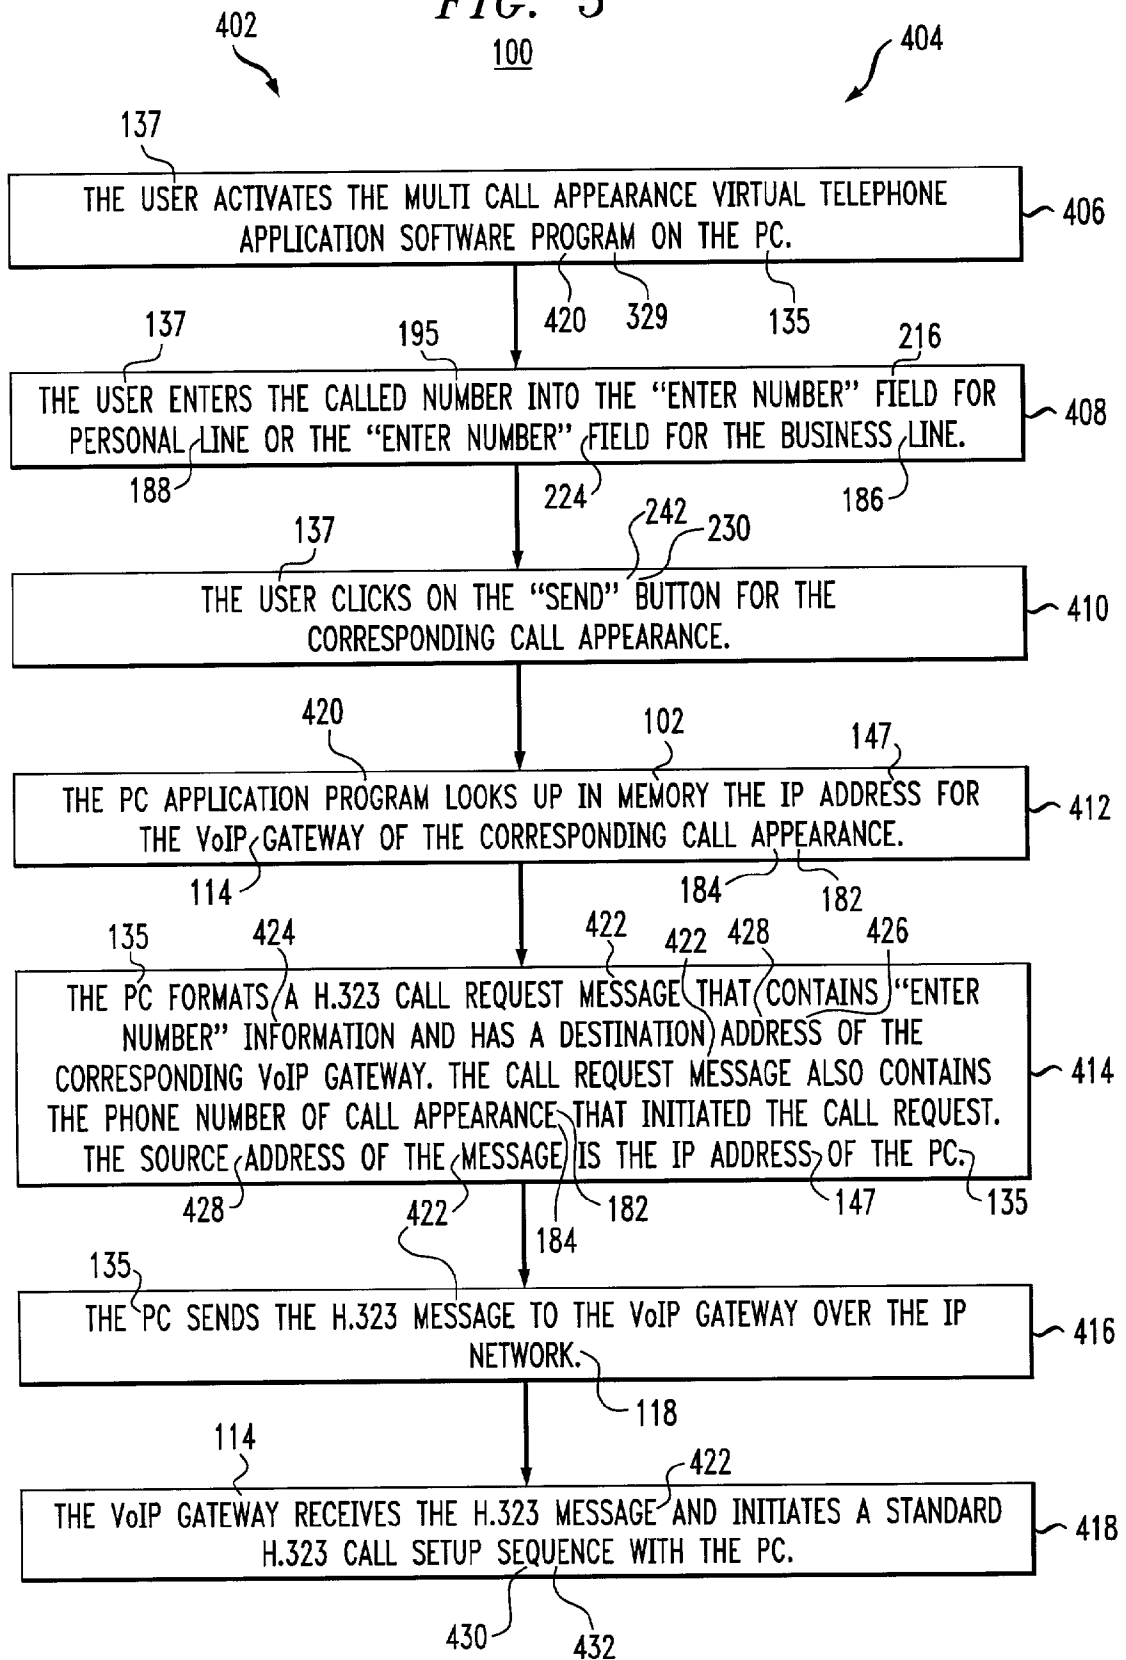 FIG. 5
100
402
404
137
THE USER ACTIVATES THE MULTI CALL APPEARANCE VIRTUAL TELEPHONE
APPLICATION SOFTWARE PROGRAM ON THE PC.
406
420
329
135
137
195
216
THE USER ENTERS THE CALLED NUMBER INTO THE “ENTER NUMBER” FIELD FOR
PERSONAL LINE OR THE “ENTER NUMBER” FIELD FOR THE BUSINESS LINE.
408
188
224
186
137
242
230
THE USER CLICKS ON THE “SEND” BUTTON FOR THE
CORRESPONDING CALL APPEARANCE.
410
420
102
147
THE PC APPLICATION PROGRAM LOOKS UP IN MEMORY THE IP ADDRESS FOR
THE VoIP GATEWAY OF THE CORRESPONDING CALL APPEARANCE.
412
114
184
182
135
424
422
422
428
426
THE PC FORMATS A H.323 CALL REQUEST MESSAGE THAT CONTAINS “ENTER
NUMBER” INFORMATION AND HAS A DESTINATION ADDRESS OF THE
CORRESPONDING VoIP GATEWAY. THE CALL REQUEST MESSAGE ALSO CONTAINS
THE PHONE NUMBER OF CALL APPEARANCE THAT INITIATED THE CALL REQUEST.
THE SOURCE ADDRESS OF THE MESSAGE IS THE IP ADDRESS OF THE PC.
414
428
422
184
182
147
135
135
THE PC SENDS THE H.323 MESSAGE TO THE VoIP GATEWAY OVER THE IP
NETWORK.
416
118
114
422
THE VoIP GATEWAY RECEIVES THE H.323 MESSAGE AND INITIATES A STANDARD
H.323 CALL SETUP SEQUENCE WITH THE PC.
418
430
432